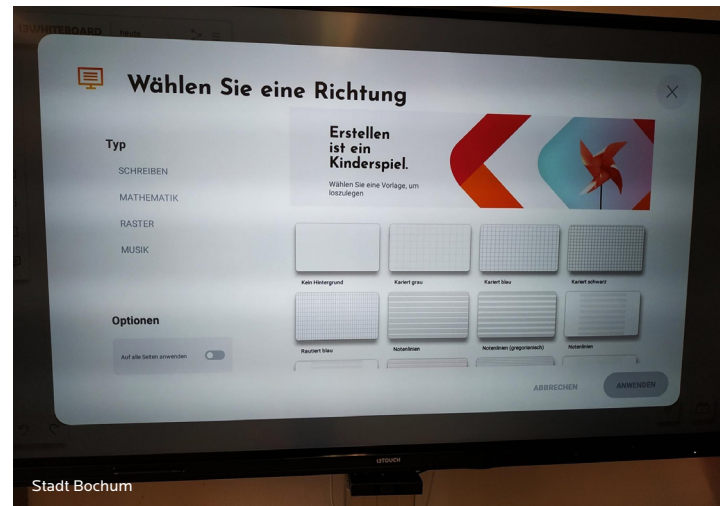 i3WHITEBOARD
Heute
Wählen Sie eine Richtung
Typ
SCHREIBEN
MATHEMATIK
RASTER
MUSIK
Optionen
Auf alle Seiten anwenden
Erstellen
ist ein
Kinderspiel.
Wählen Sie eine Vorlage, um
loszulegen
Kein Hintergrund
Kariert grau
Kariert blau
Kariert schwarz
Rautiert blau
Notenlinien
Notenlinien (gregorianisch)
Notenlinien
ABBRECHEN
ANWENDEN
i3TOUCH
Stadt Bochum